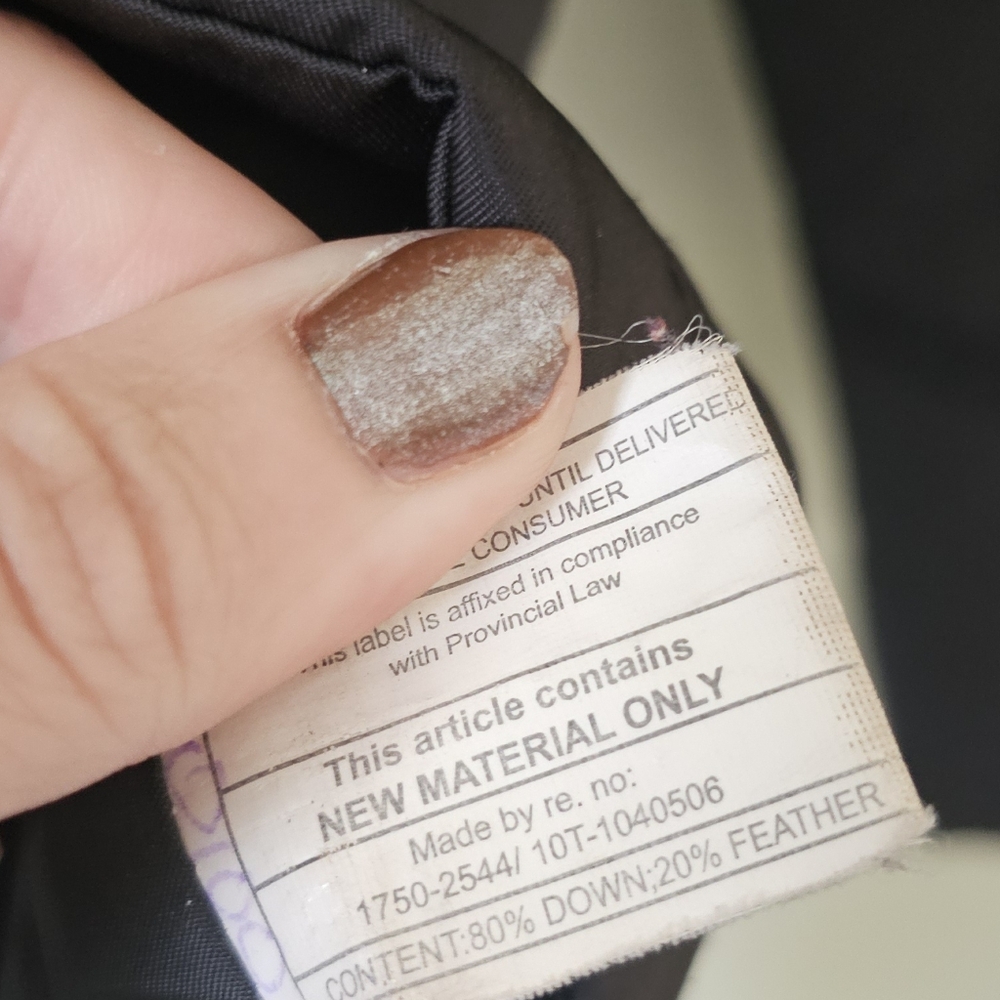 UNTIL DELIVERED
CONSUMER
This label is affixed in compliance
with Provincial Law
This article contains
NEW MATERIAL ONLY
Made by re. no:
1750-2544/ 10T-1040506
CONTENT:80% DOWN;20% FEATHER